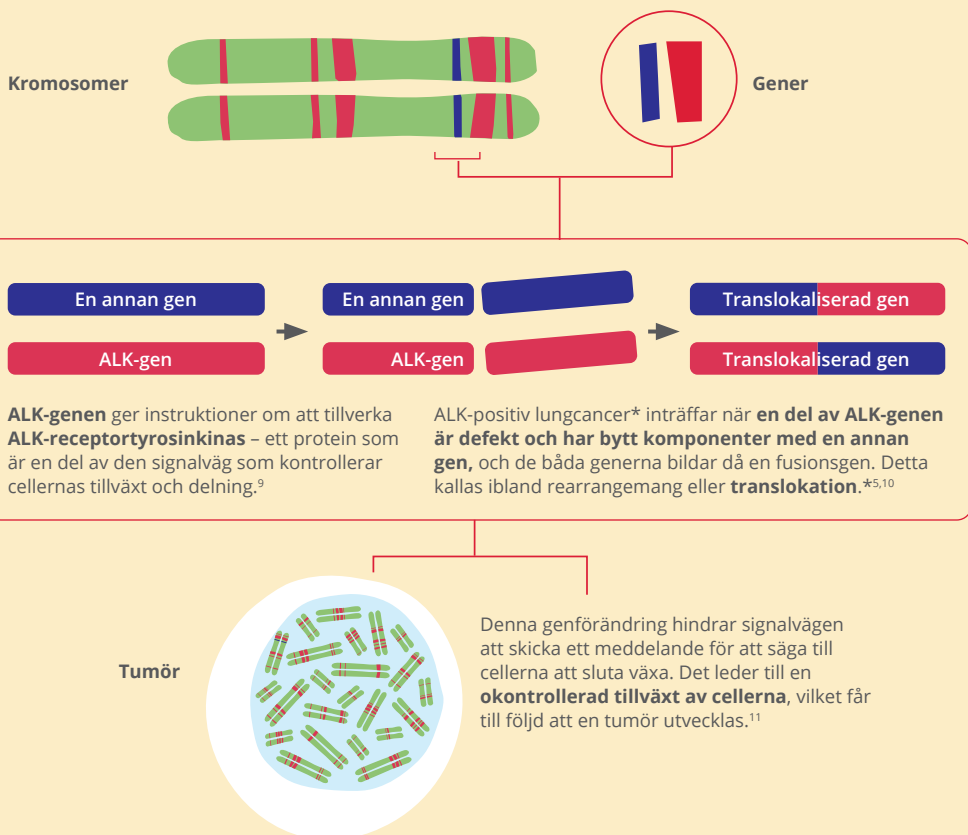 Kromosomer
Gener
En annan gen
ALK-gen
En annan gen
ALK-gen
Translokaliserad gen
Translokaliserad gen
ALK-genen ger instruktioner om att tillverka
ALK-receptortyrosinkinas – ett protein som
är en del av den signalväg som kontrollerar
cellernas tillväxt och delning.9
ALK-positiv lungcancer* inträffar när en del av ALK-genen
är defekt och har bytt komponenter med en annan
gen, och de båda generna bildar då en fusionsgen. Detta
kallas ibland rearrangemang eller translokation.*5,10
Tumör
Denna genförändring hindrar signalvägen
att skicka ett meddelande för att säga till
cellerna att sluta växa. Det leder till en
okontrollerad tillväxt av cellerna, vilket får
till följd att en tumör utvecklas.11